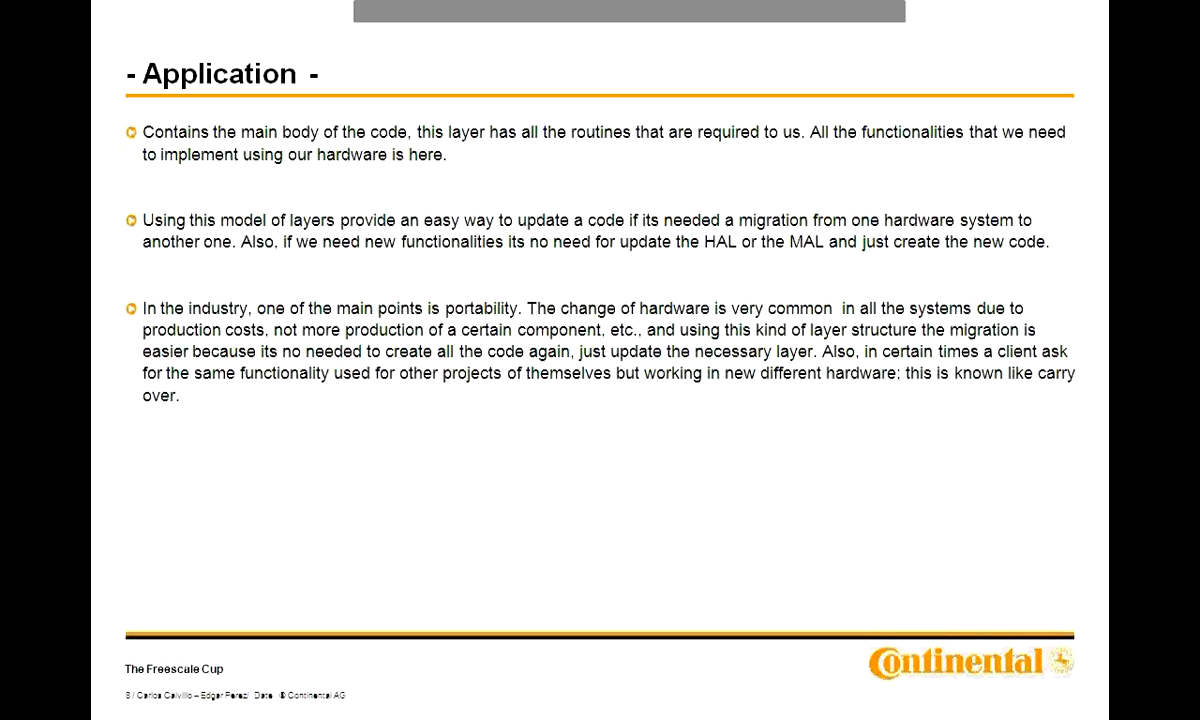 - Application -
Contains the main body of the code, this layer has all the routines that are required to us. All the functionalities that we need
to implement using our hardware is here.
Using this model of layers provide an easy way to update a code if its needed a migration from one hardware system to
another one. Also, if we need new functionalities its no need for update the HAL or the MAL and just create the new code.
In the industry, one of the main points is portability. The change of hardware is very common in all the systems due to
production costs, not more production of a certain component, etc., and using this kind of layer structure the migration is
easier because its no needed to create all the code again, just update the necessary layer. Also, in certain times a client ask
for the same functionality used for other projects of themselves but working in new different hardware; this is known like carry
over.
The Freescale Cup
Continental
/ Carlos Calvillo – Edgar Perez/ Date © Continental AG